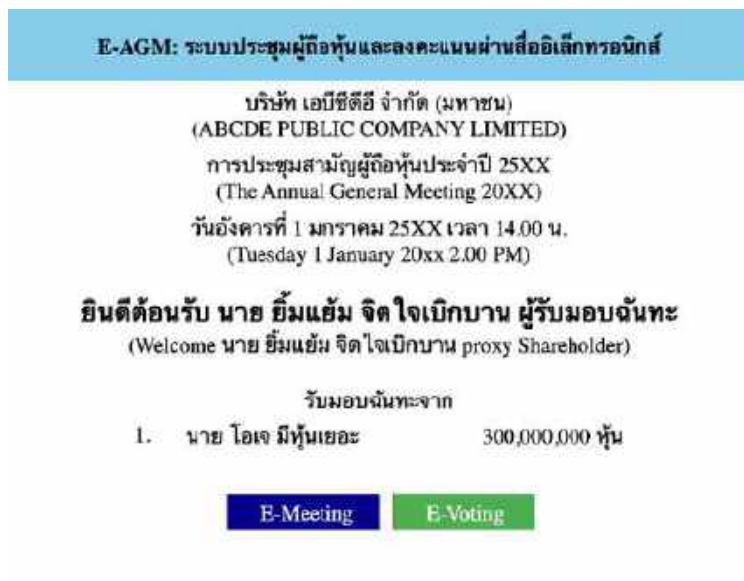 E-AGM: ระบบประชุมผู้ถือหุ้นและลงคะแนนผ่านสื่ออิเล็กทรอนิกส์
บริษัท เอบีซีดีอี จำกัด (มหาชน)
(ABCDE PUBLIC COMPANY LIMITED)
การประชุมสามัญผู้ถือหุ้นประจำปี 25XX
(The Annual General Meeting 20XX)
วันอังคารที่ 1 มกราคม 25XX เวลา 14.00 น.
(Tuesday 1 January 20xx 2.00 PM)
ยินดีต้อนรับ นาย ยิ้มแย้ม จิตใจเบิกบาน ผู้รับมอบฉันทะ
(Welcome นาย ยิ้มแย้ม จิตใจเบิกบาน proxy Shareholder)
รับมอบฉันทะจาก
1. นาย โอเจ มีหุ้นเยอะ 300,000,000 หุ้น
E-Meeting E-Voting